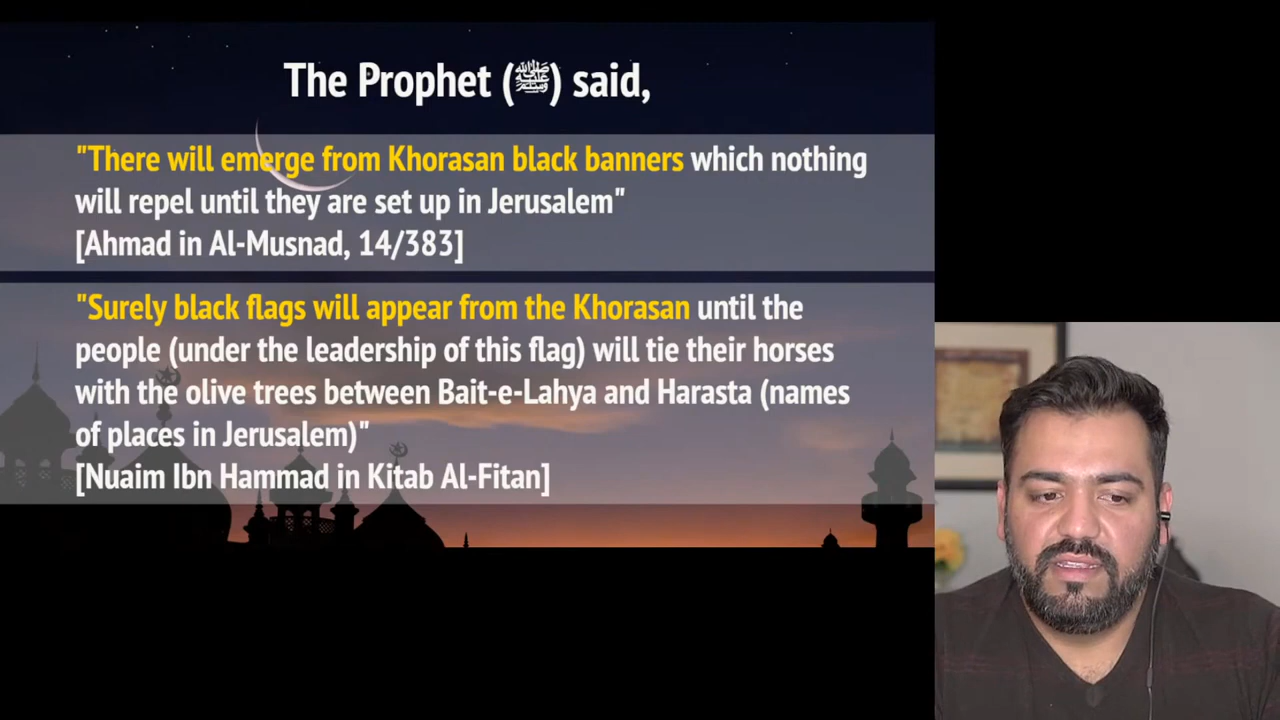 The Prophet (ﷺ) said,
"There will emerge from Khorasan black banners which nothing
will repel until they are set up in Jerusalem"
[Ahmad in Al-Musnad, 14/383]
"Surely black flags will appear from the Khorasan until the
people (under the leadership of this flag) will tie their horses
with the olive trees between Bait-e-Lahya and Harasta (names
of places in Jerusalem)"
[Nuaim Ibn Hammad in Kitab Al-Fitan]